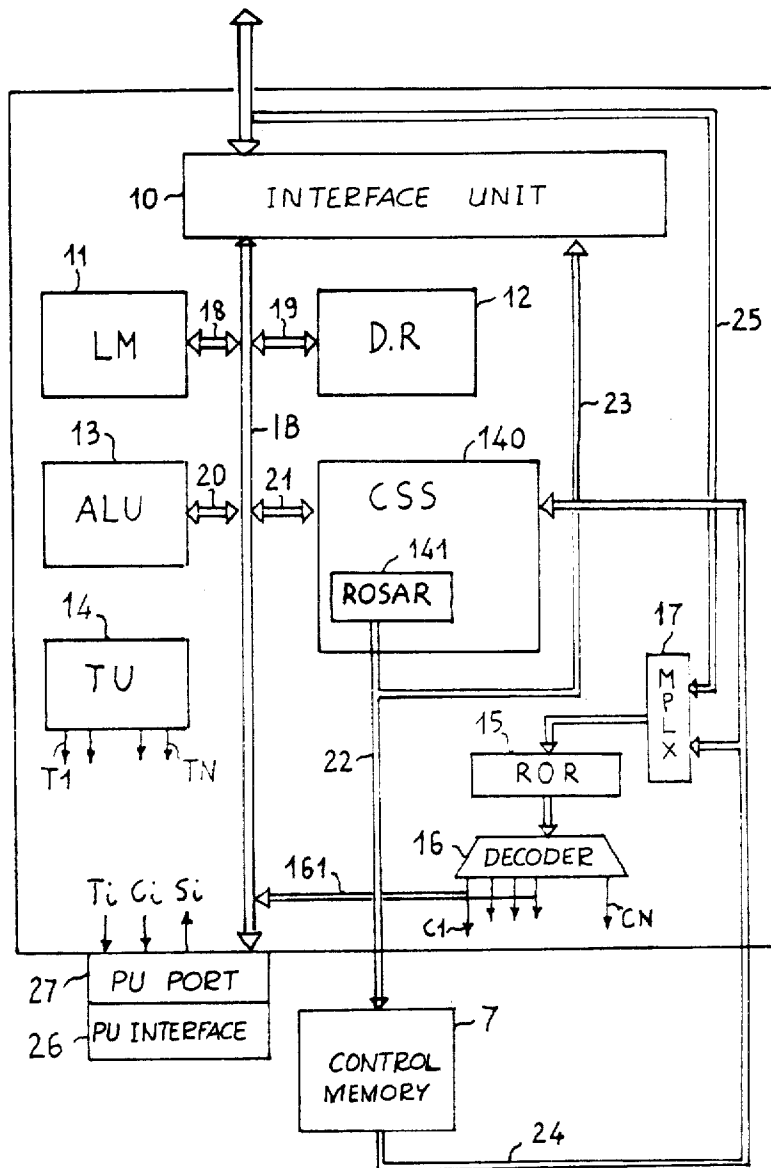 10
INTERFACE UNIT
11
LM
18
19
12
D.R
25
23
IB
13
ALU
20
21
140
CSS
141
ROSAR
14
TU
T1
TN
17
MPLX
15
ROR
22
16
DECODER
161
C1
CN
Ti
Ci
Si
27
PU PORT
26
PU INTERFACE
7
CONTROL
MEMORY
24